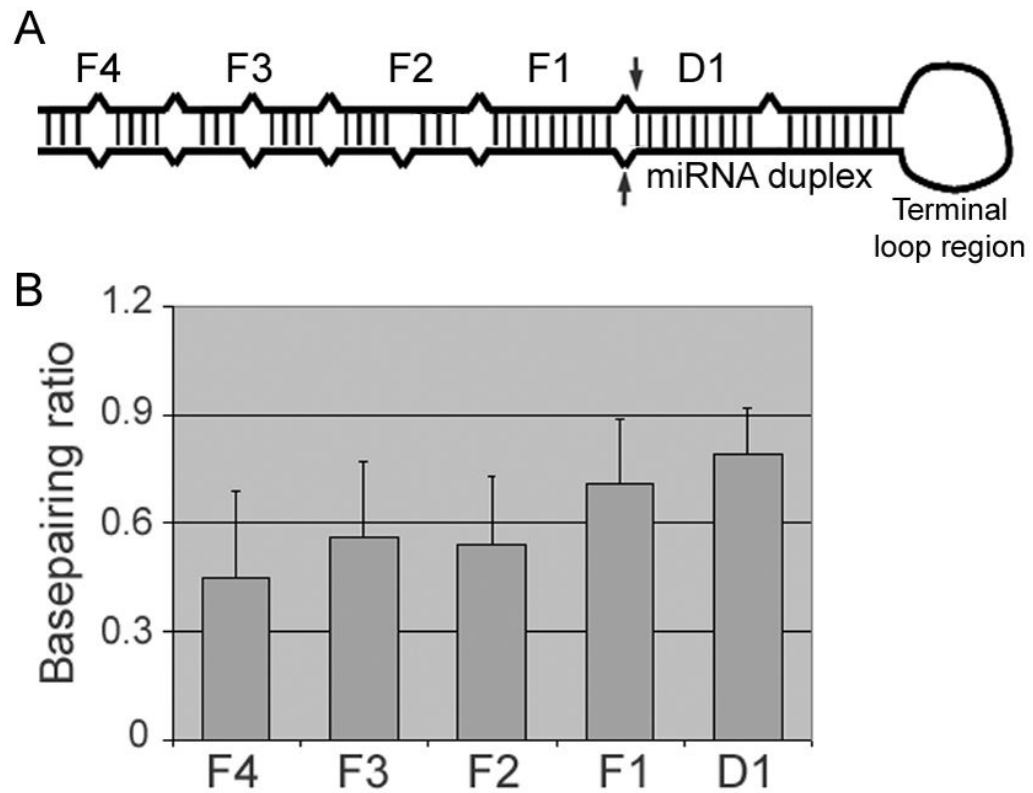 A
F4 F3 F2 F1 D1
miRNA duplex
Terminal
loop region
B
Basepairing ratio
1.2
0.9
0.6
0.3
0
F4 F3 F2 F1 D1